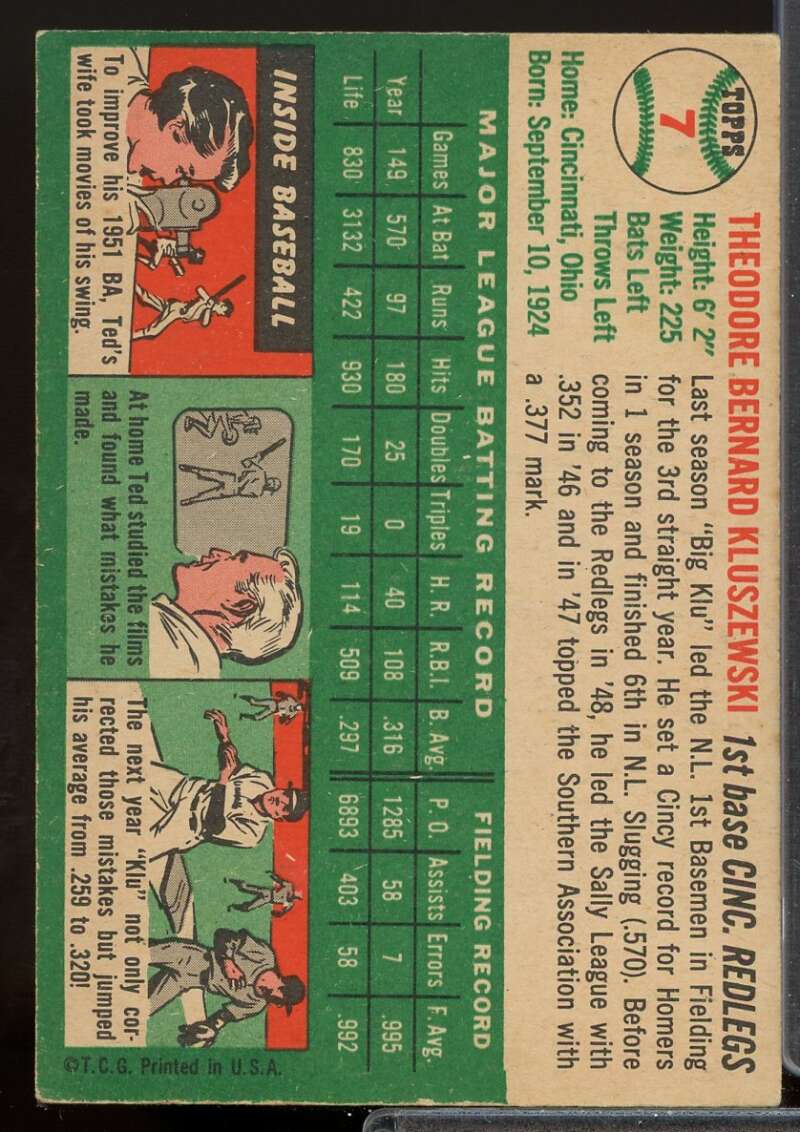 TOPPS
7
THEODORE BERNARD KLUSZEWSKI 1st base CINC. REDLEGS
Height: 6' 2"
Weight: 225
Bats Left
Throws Left
Home: Cincinnati, Ohio
Born: September 10, 1924
Last season "Big Klu" led the N.L. 1st Basemen in Fielding
for the 3rd straight year. He set a Cincy record for Homers
in 1 season and finished 6th in N.L. Slugging (.570). Before
coming to the Redlegs in '48, he led the Sally League with
.352 in '46 and in '47 topped the Southern Association with
a .377 mark.
MAJOR LEAGUE BATTING RECORD FIELDING RECORD
Games At Bat Runs Hits Doubles Triples H. R. R.B.I. B. Avg. P. O. Assists Errors F. Avg.
Year 149 570 97 180 25 0 40 108 .316 1285 58 7 .995
Life 830 3132 422 930 170 19 114 509 .297 6893 403 58 .992
INSIDE BASEBALL
To improve his 1951 BA, Ted's
wife took movies of his swing.
At home Ted studied the films
and found what mistakes he
made.
The next year "Klu' not only cor-
rected those mistakes but jumped
his average from .259 to .320!
©T.C.G. Printed in U.S.A.